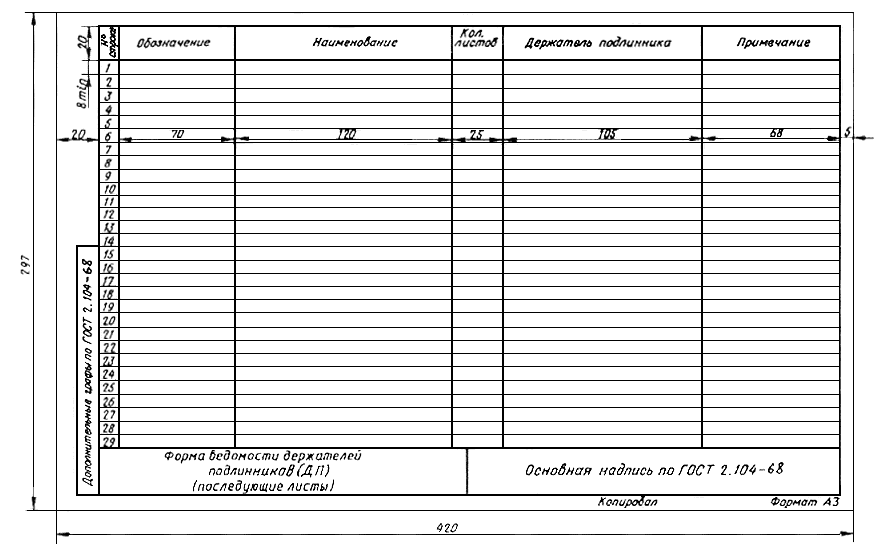 № строки
Обозначение
Наименование
Кол. листов
Держатель подлинника
Примечание
20
8 min
1
2
3
4
5
20
6
70
120
25
105
68
5
7
8
9
10
11
12
13
14
15
16
17
18
19
20
21
22
23
24
25
26
27
28
29
297
Дополнительные графы по ГОСТ 2.104-68
Форма ведомости держателей
подлинников (ДП)
(последующие листы)
Основная надпись по ГОСТ 2.104-68
Копировал
Формат А3
420